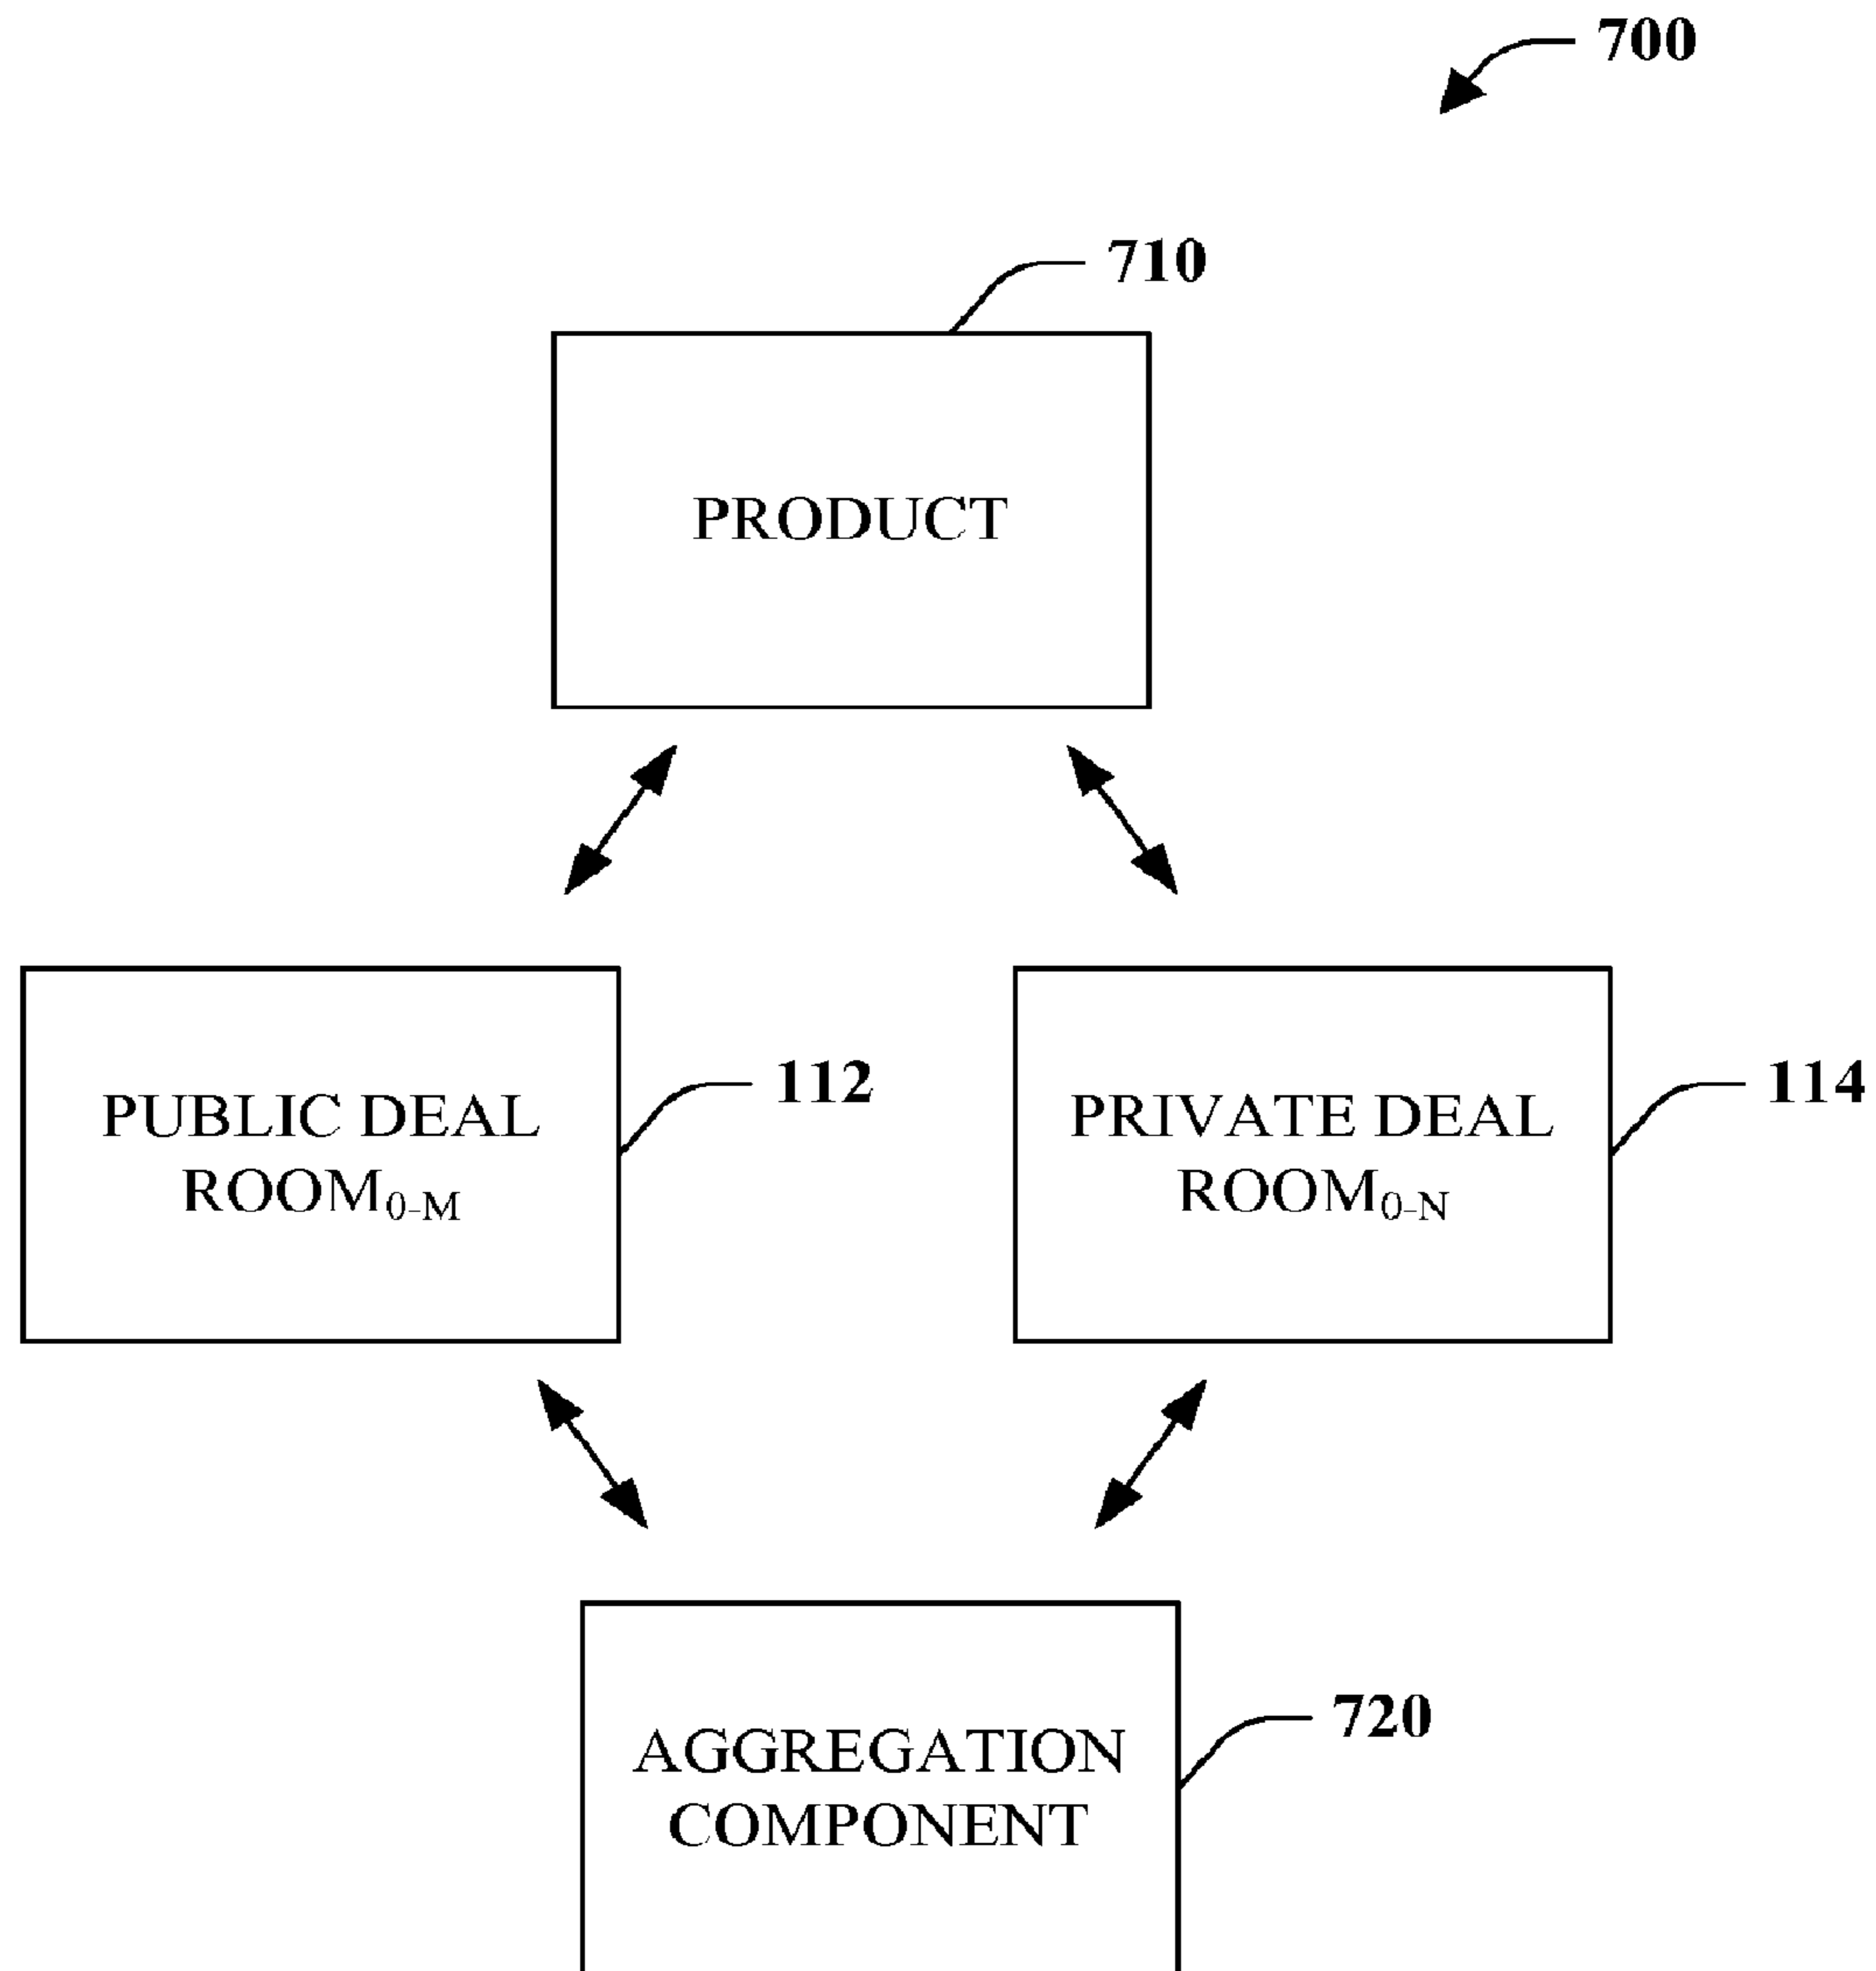 700
710
PRODUCT
PUBLIC DEAL
ROOM0-M
112
PRIVATE DEAL
ROOM0-N
114
AGGREGATION
COMPONENT
720